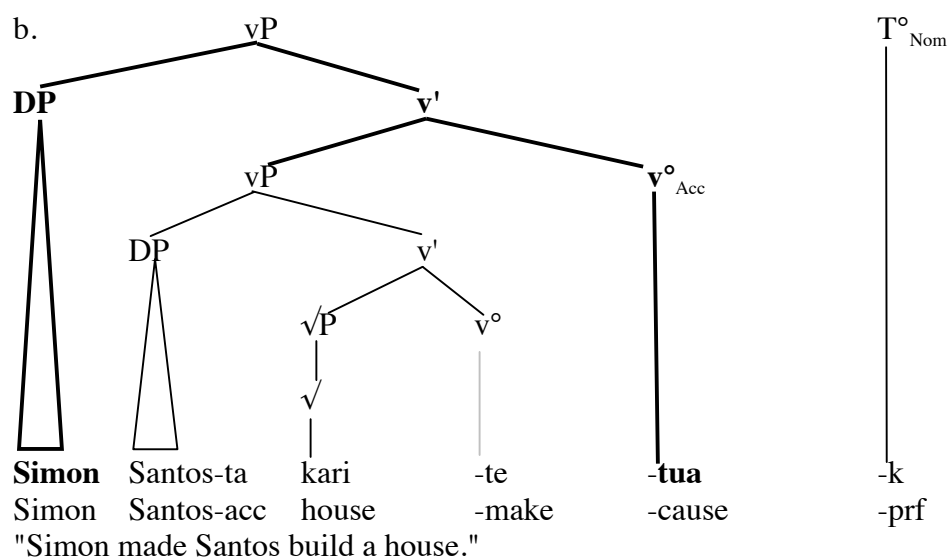 b. vP T°Nom
DP v'
vP v°Acc
DP v'
√P v°
√
Simon Santos-ta kari -te -tua -k
Simon Santos-acc house -make -cause -prf
"Simon made Santos build a house."